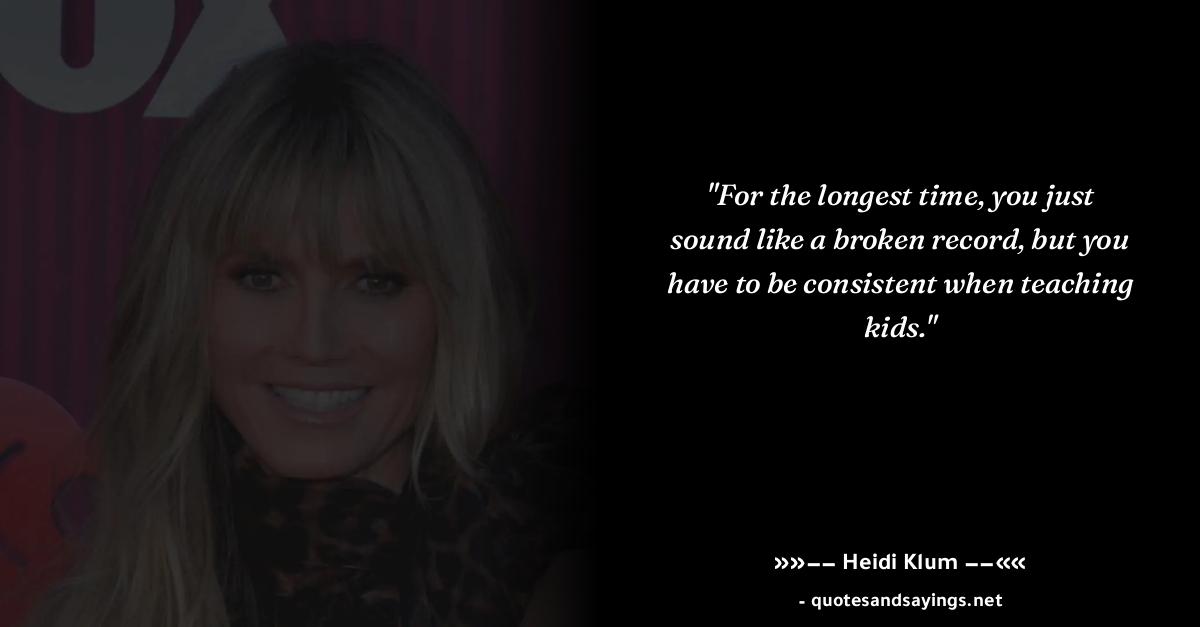 "For the longest time, you just
sound like a broken record, but you
have to be consistent when teaching
kids."
»»−− Heidi Klum −−««
- quotesandsayings.net